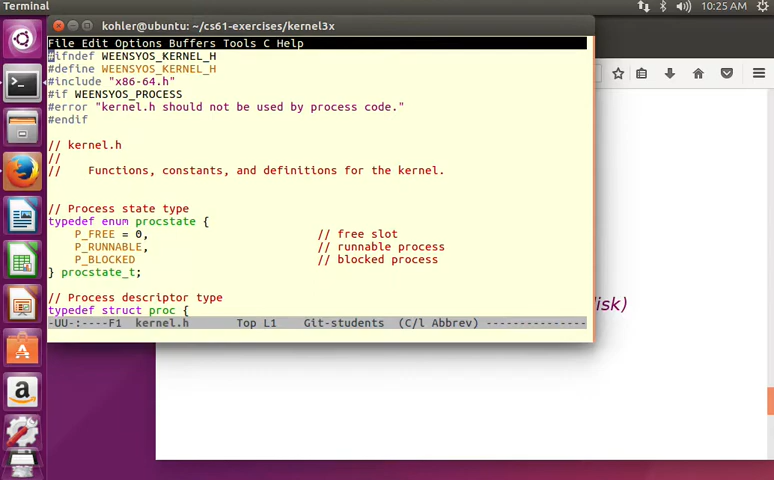 Terminal
10:25 AM
kohler@ubuntu: ~/cs61-exercises/kernel3x
File Edit Options Buffers Tools C Help
#ifndef WEENSYOS_KERNEL_H
#define WEENSYOS_KERNEL_H
#include "x86-64.h"
#if WEENSYOS_PROCESS
#error "kernel.h should not be used by process code."
#endif
// kernel.h
//
//    Functions, constants, and definitions for the kernel.
// Process state type
typedef enum procstate {
    P_FREE = 0,                         // free slot
    P_RUNNABLE,                         // runnable process
    P_BLOCKED                           // blocked process
} procstate_t;
// Process descriptor type
typedef struct proc {
-UU-:----F1  kernel.h       Top L1    Git-students  (C/l Abbrev) ---------------
disk)